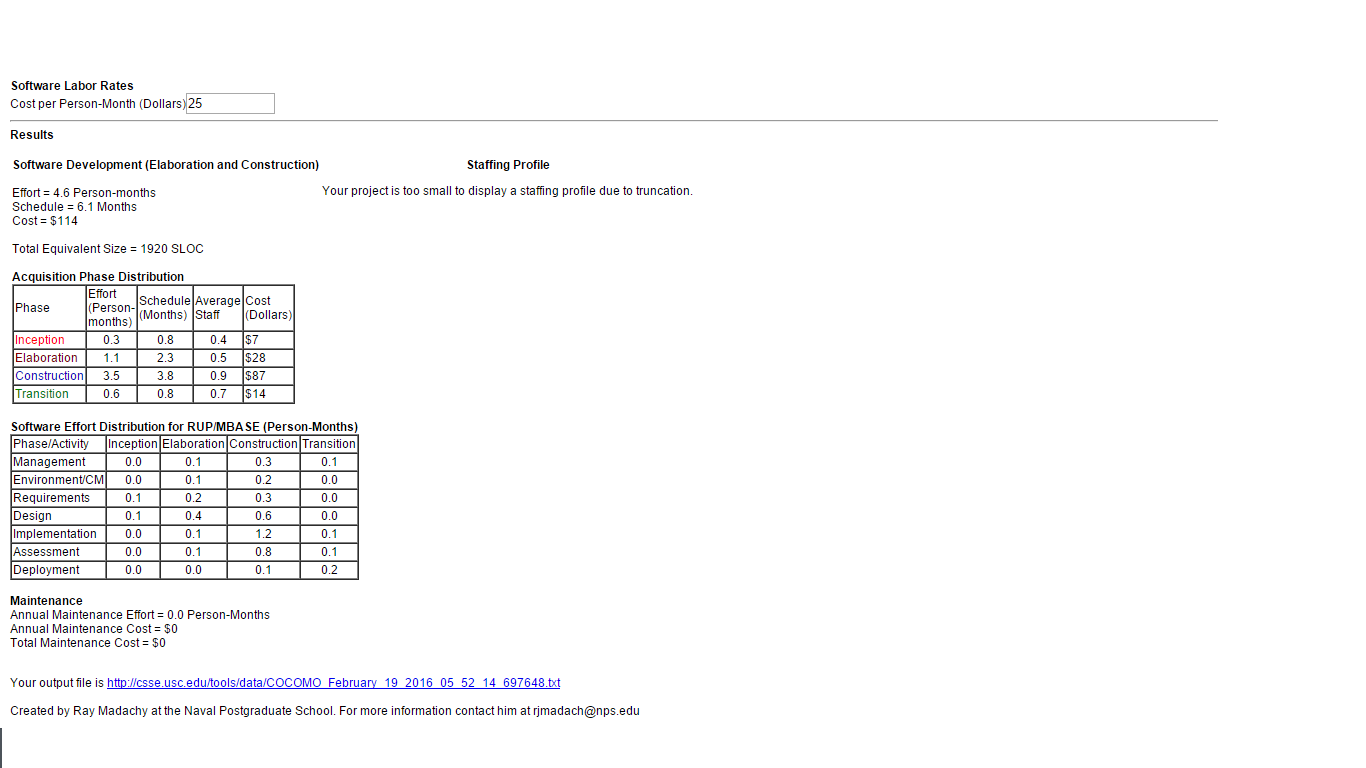 Software Labor Rates
Cost per Person-Month (Dollars) 25
Results
Software Development (Elaboration and Construction) Staffing Profile
Effort = 4.6 Person-months Your project is too small to display a staffing profile due to truncation.
Schedule = 6.1 Months
Cost = $114
Total Equivalent Size = 1920 SLOC
Acquisition Phase Distribution
Phase Effort (Person-months) Schedule (Months) Average Staff Cost (Dollars)
Inception 0.3 0.8 0.4 $7
Elaboration 1.1 2.3 0.5 $28
Construction 3.5 3.8 0.9 $87
Transition 0.6 0.8 0.7 $14
Software Effort Distribution for RUP/MBASE (Person-Months)
Phase/Activity Inception Elaboration Construction Transition
Management 0.0 0.1 0.3 0.1
Environment/CM 0.0 0.1 0.2 0.0
Requirements 0.1 0.2 0.3 0.0
Design 0.1 0.4 0.6 0.0
Implementation 0.0 0.1 1.2 0.1
Assessment 0.0 0.1 0.8 0.1
Deployment 0.0 0.0 0.1 0.2
Maintenance
Annual Maintenance Effort = 0.0 Person-Months
Annual Maintenance Cost = $0
Total Maintenance Cost = $0
Your output file is http://csse.usc.edu/tools/data/COCOMO_February_19_2016_05_52_14_697648.txt
Created by Ray Madachy at the Naval Postgraduate School. For more information contact him at rjmadach@nps.edu